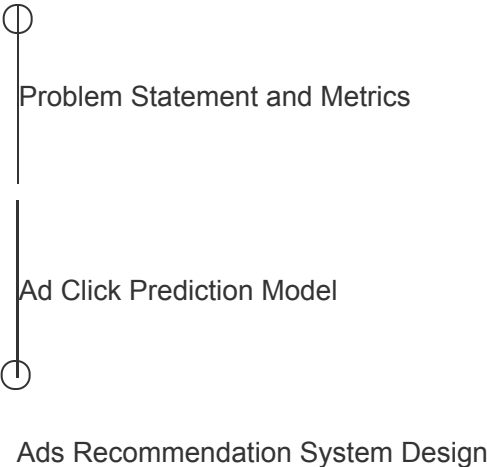 Problem Statement and Metrics
Ad Click Prediction Model
Ads Recommendation System Design